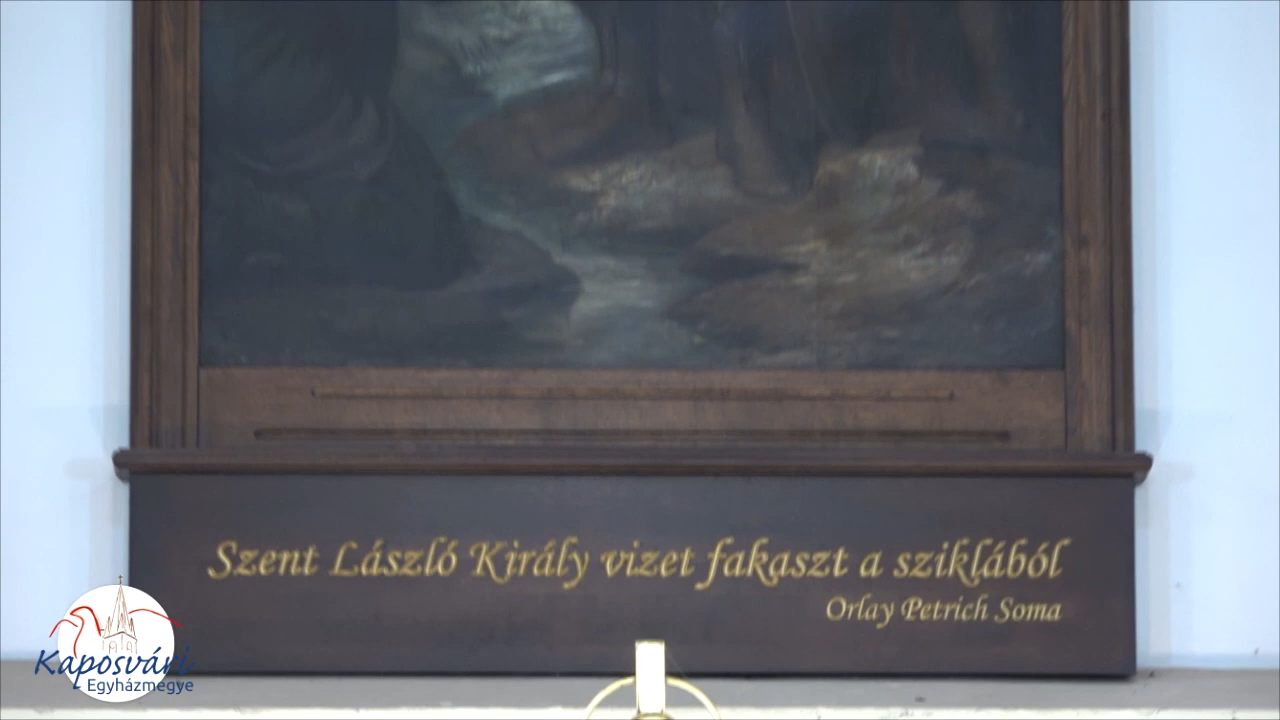 Szent László Király vizet fakaszt a sziklából
Orlay Petrich Soma
Kaposvári
Egyházmegye